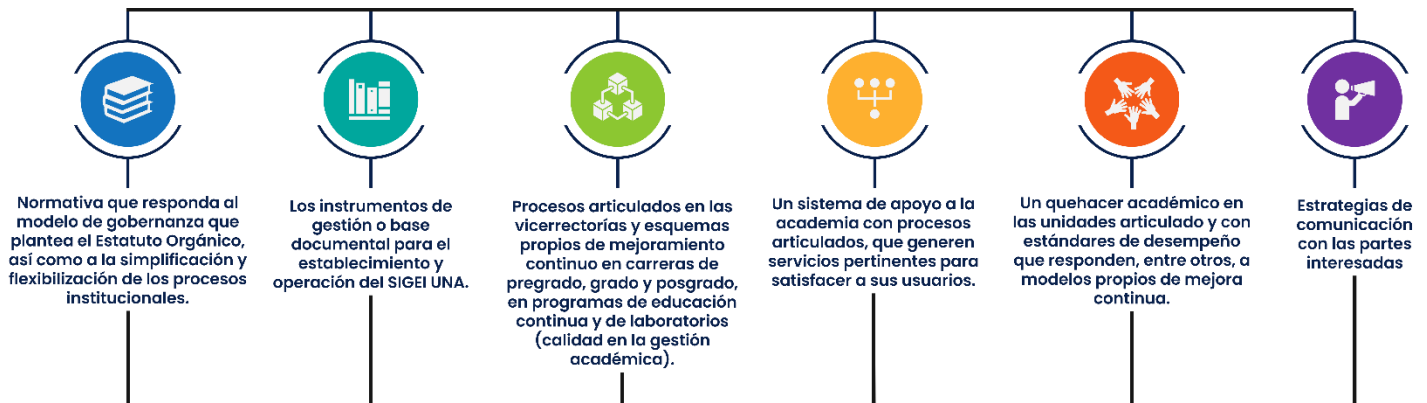 Normativa que responda al
modelo de gobernanza que
plantea el Estatuto Orgánico,
así como a la simplificación y
flexibilización de los procesos
institucionales.
Los instrumentos de
gestión o base
documental para el
establecimiento y
operación del SIGEI UNA.
Procesos articulados en las
vicerrectorías y esquemas
propios de mejoramiento
continuo en carreras de
pregrado, grado y posgrado,
en programas de educación
continua y de laboratorios
(calidad en la gestión
académica).
Un sistema de apoyo a la
academia con procesos
articulados, que generen
servicios pertinentes para
satisfacer a sus usuarios.
Un quehacer académico en
las unidades articulado y con
estándares de desempeño
que responden, entre otros, a
modelos propios de mejora
continua.
Estrategias de
comunicación
con las partes
interesadas